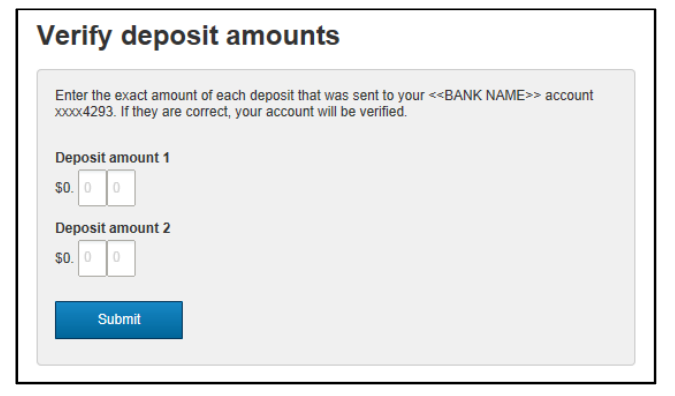 Verify deposit amounts
Enter the exact amount of each deposit that was sent to your <<BANK NAME>> account
xxxx4293. If they are correct, your account will be verified.
Deposit amount 1
$0. 0 0
Deposit amount 2
$0. 0 0
Submit